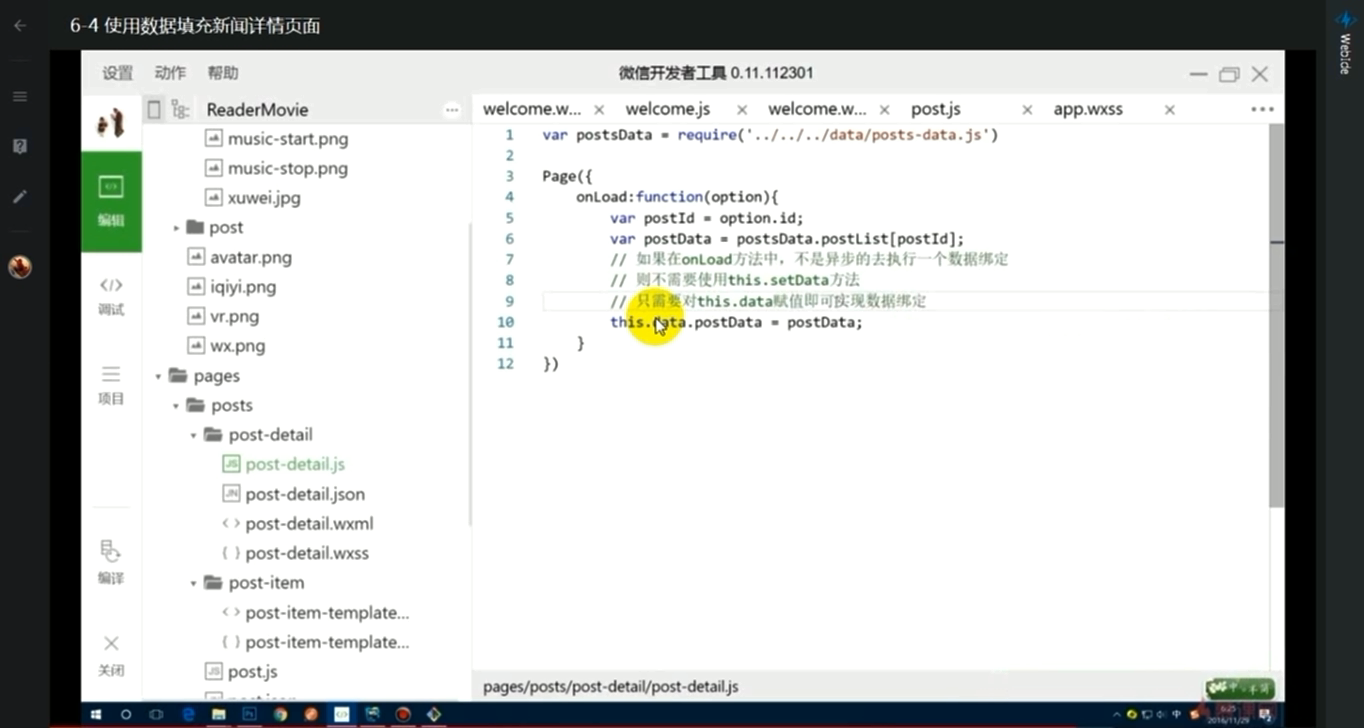 6-4 使用数据填充新闻详情页面
Webide
设置 动作 帮助
微信开发者工具 0.11.112301
ReaderMovie
welcome.w... welcome.js welcome.w... post.js app.wxss
编辑
调试
项目
编译
关闭
music-start.png
music-stop.png
xuwei.jpg
post
avatar.png
iqiyi.png
vr.png
wx.png
pages
posts
post-detail
post-detail.js
post-detail.json
post-detail.wxml
post-detail.wxss
post-item
post-item-template...
post-item-template...
post.js
1 var postsData = require('../../../data/posts-data.js')
2
3 Page({
4 onLoad:function(option){
5 var postId = option.id;
6 var postData = postsData.postList[postId];
7 // 如果在onLoad方法中，不是异步的去执行一个数据绑定
8 // 则不需要使用this.setData方法
9 // 只需要对this.data赋值即可实现数据绑定
10 this.data.postData = postData;
11 }
12 })
pages/posts/post-detail/post-detail.js
6:25
2016/11/29